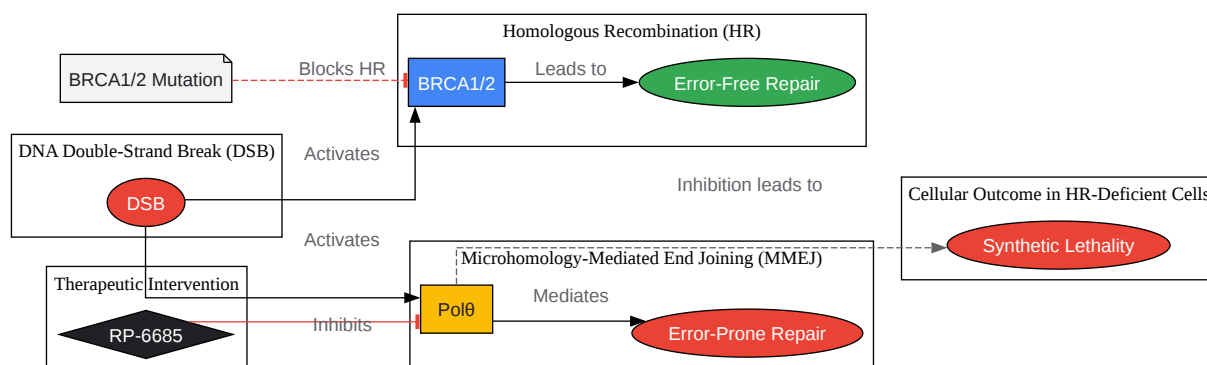 Homologous Recombination (HR)
BRCA1/2 Mutation
Blocks HR
BRCA1/2
Leads to
Error-Free Repair
DNA Double-Strand Break (DSB)
Activates
DSB
Inhibition leads to
Cellular Outcome in HR-Deficient Cells
Synthetic Lethality
Activates
Microhomology-Mediated End Joining (MMEJ)
Therapeutic Intervention
RP-6685
Inhibits
Polθ
Mediates
Error-Prone Repair